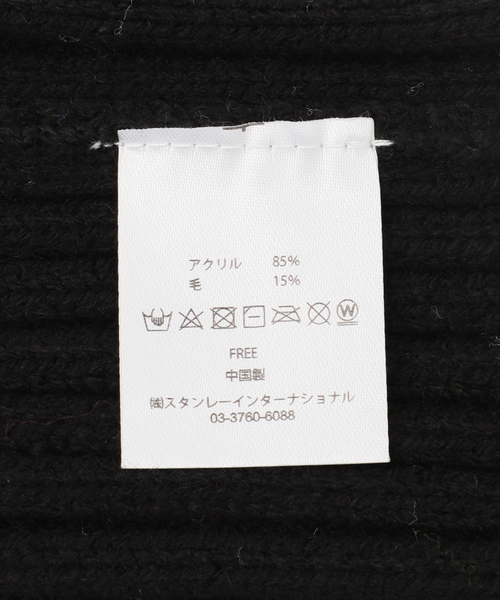 アクリル 85%
毛 15%
W
FREE
中国製
㈱スタンレーインターナショナル
03-3760-6088